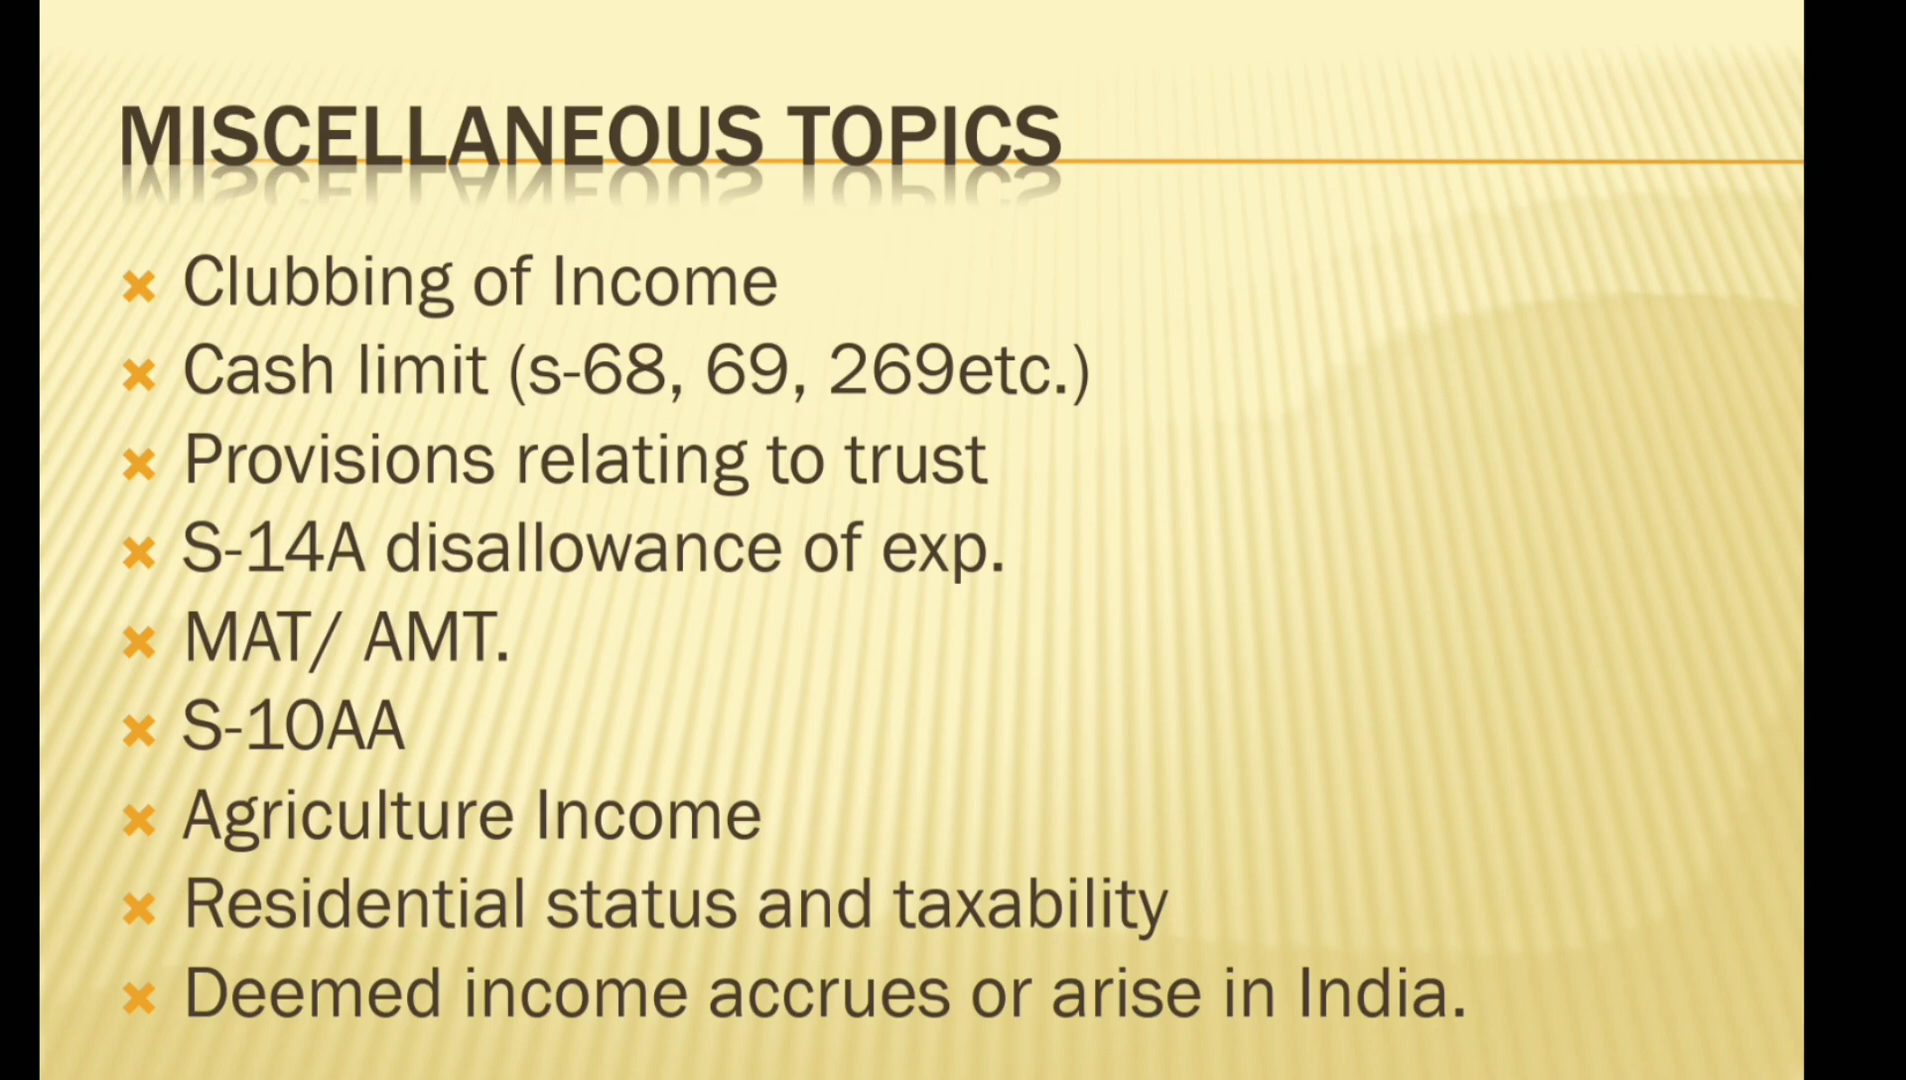 MISCELLANEOUS TOPICS
Clubbing of Income
Cash limit (s-68, 69, 269etc.)
Provisions relating to trust
S-14A disallowance of exp.
MAT/ AMT.
S-10AA
Agriculture Income
Residential status and taxability
Deemed income accrues or arise in India.